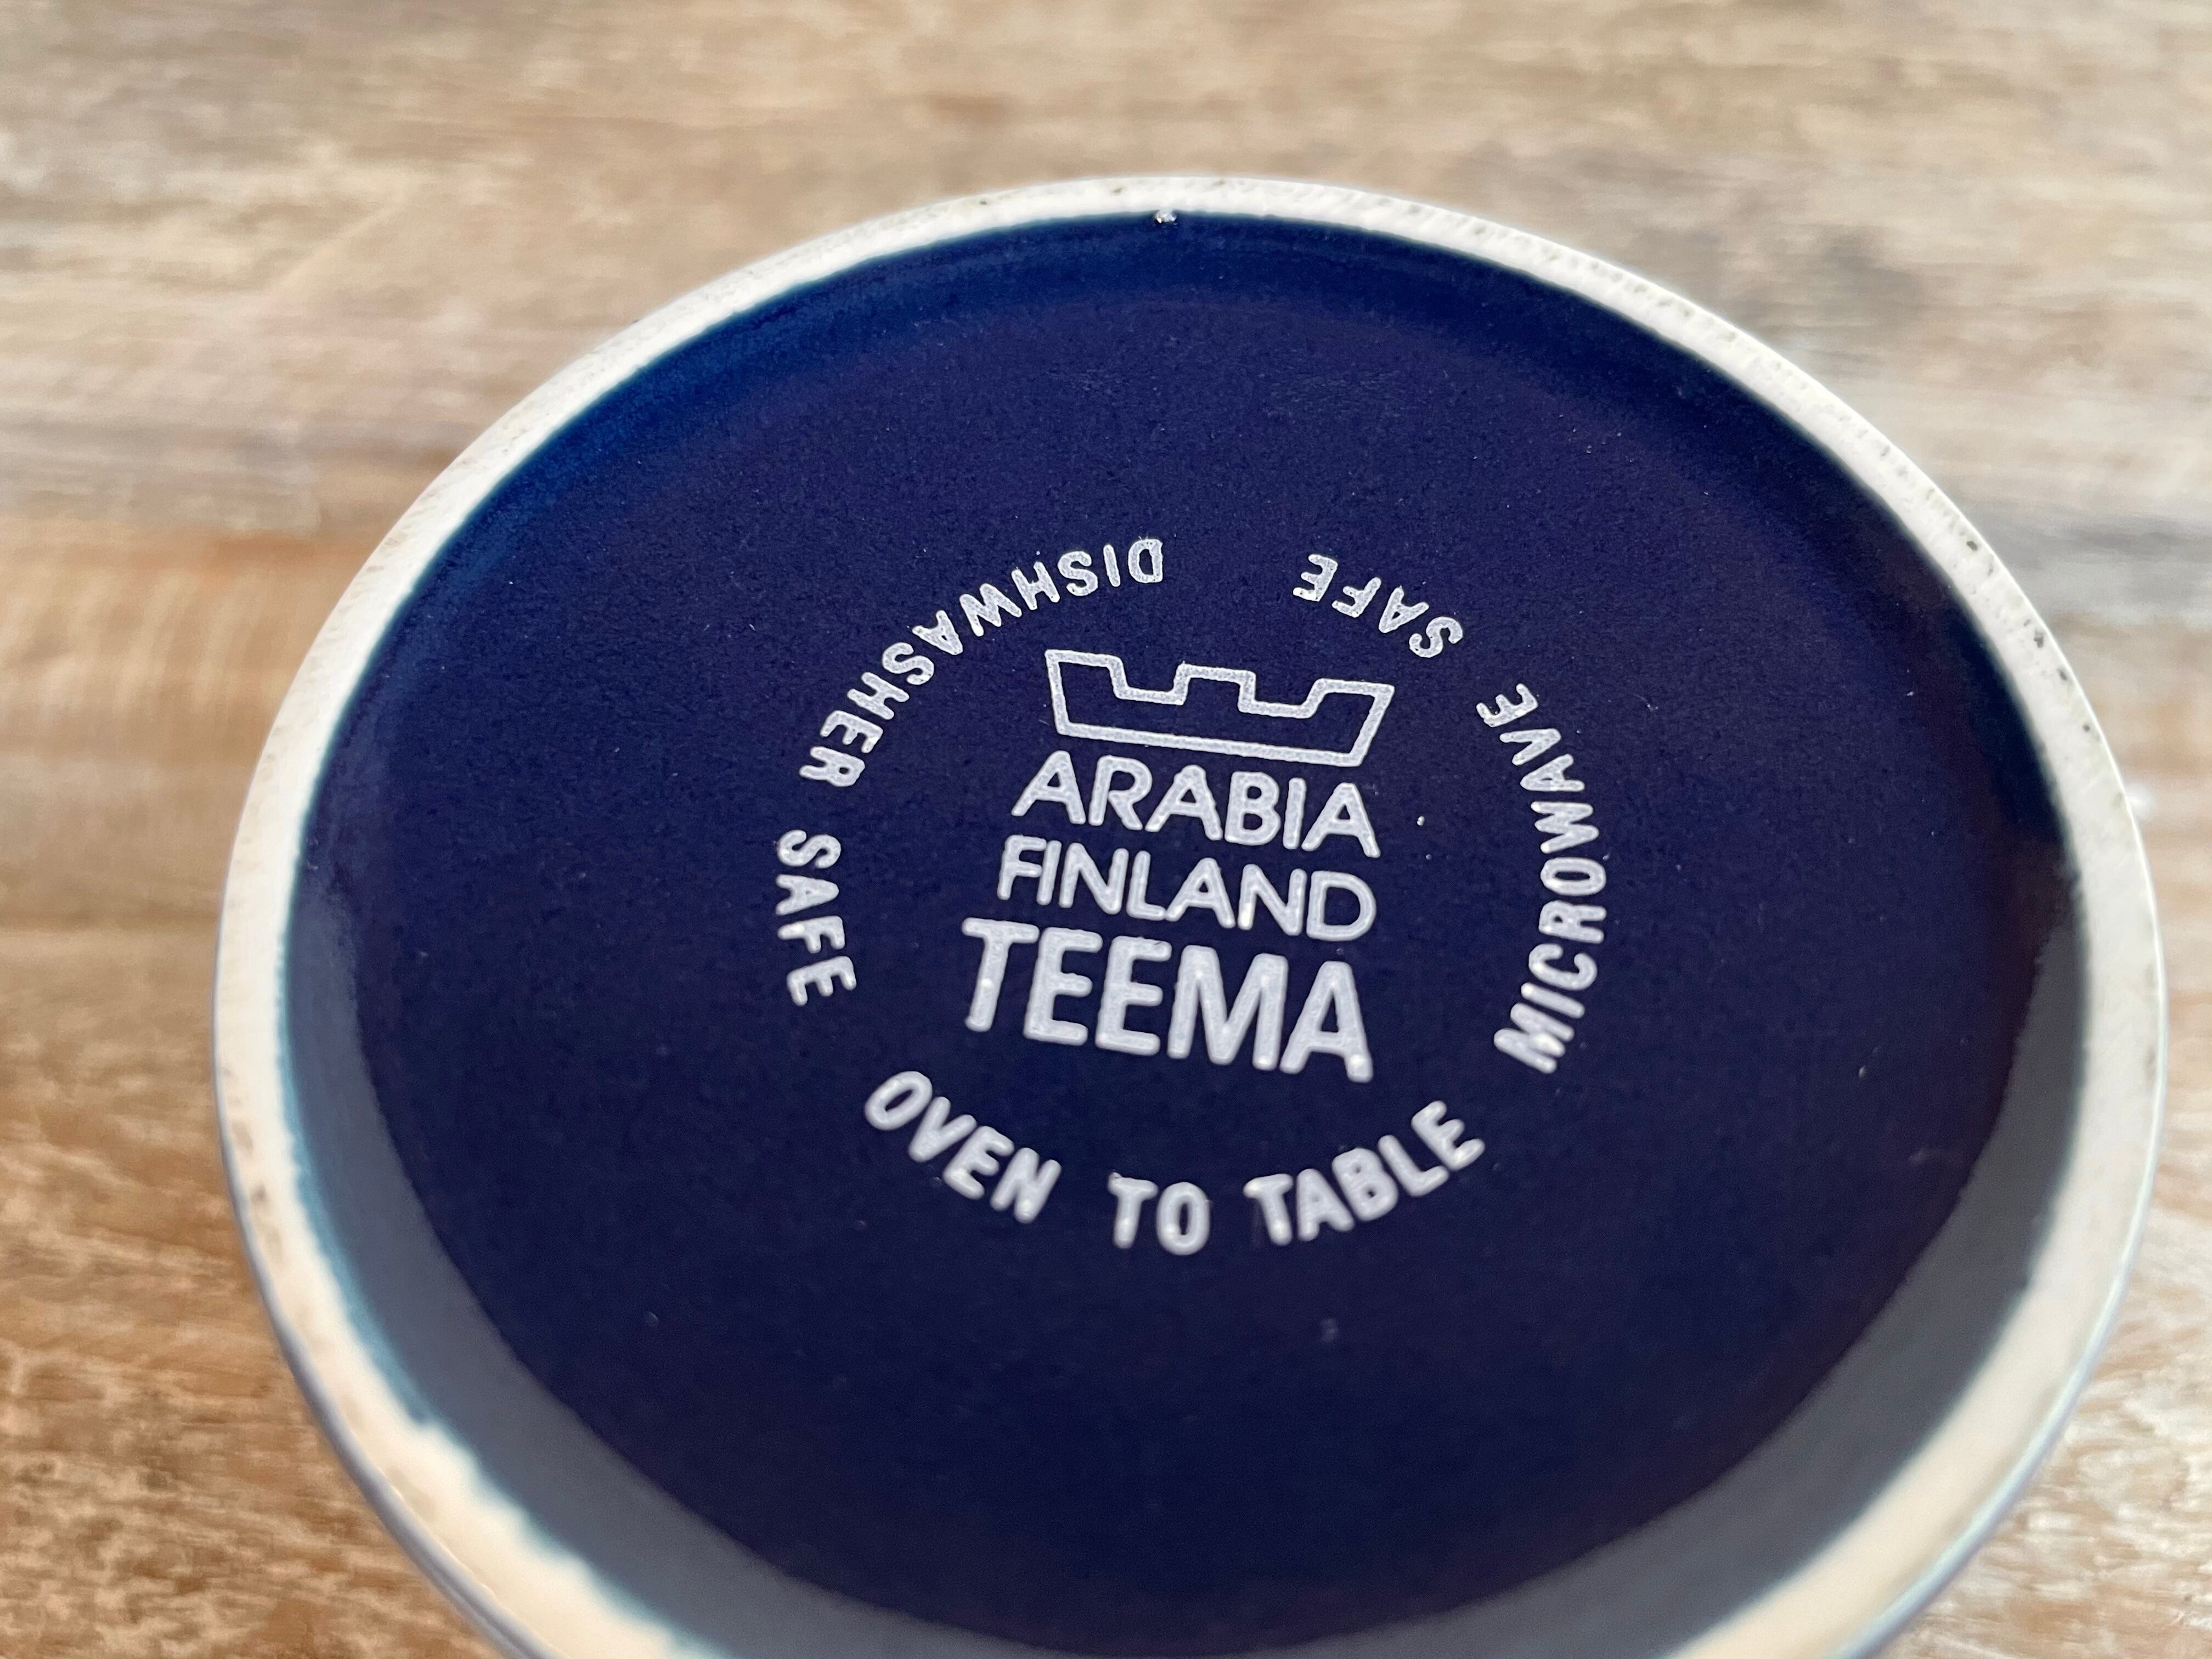 ARABIA
FINLAND
TEEMA
DISHWASHER SAFE
OVEN TO TABLE
MICROWAVE SAFE